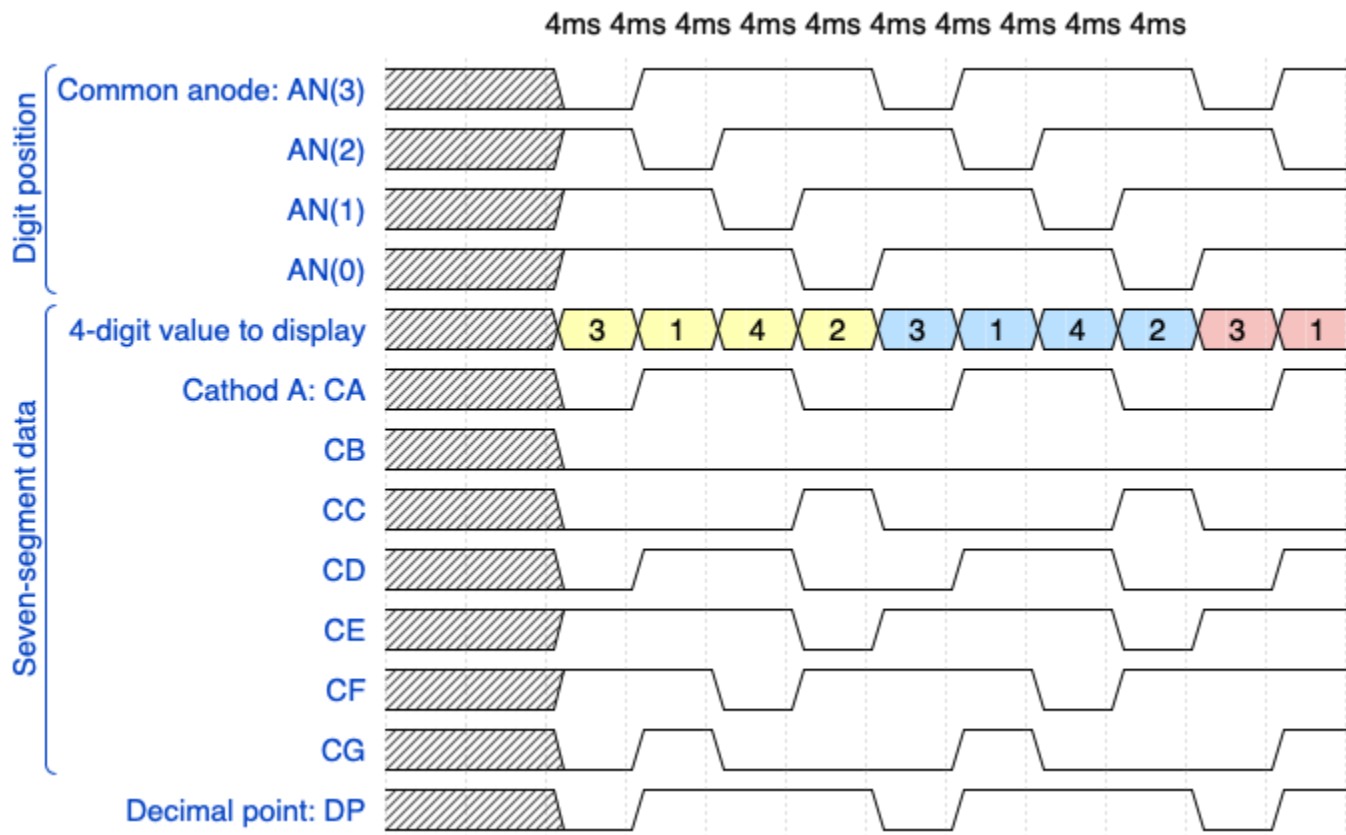 4ms 4ms 4ms 4ms 4ms 4ms 4ms 4ms 4ms 4ms
Digit position
Common anode: AN(3)
AN(2)
AN(1)
AN(0)
Seven-segment data
4-digit value to display 3 1 4 2 3 1 4 2 3 1
Cathod A: CA
CB
CC
CD
CE
CF
CG
Decimal point: DP